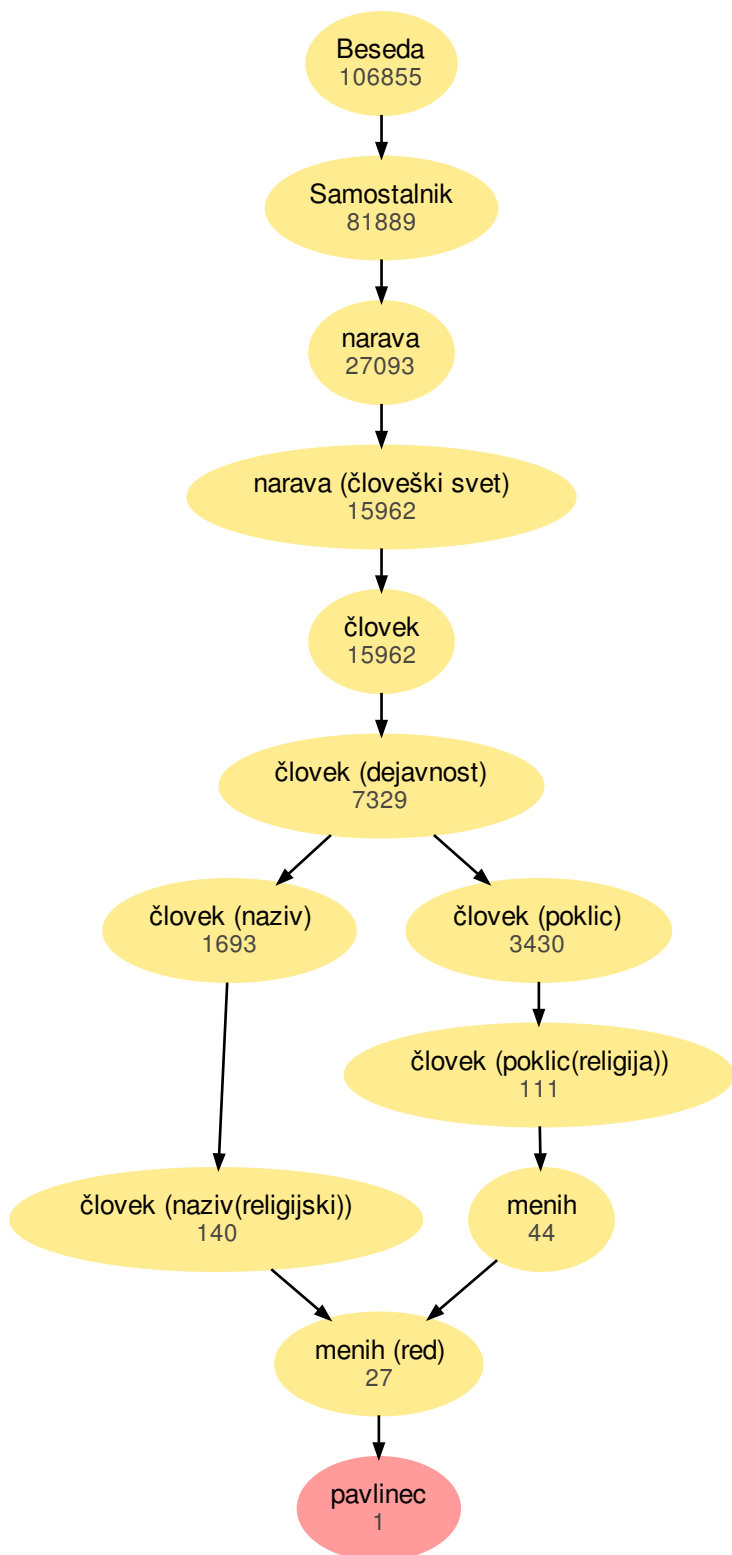 Beseda
106855
Samostalnik
81889
narava
27093
narava (človeški svet)
15962
človek
15962
človek (dejavnost)
7329
človek (naziv)
1693
človek (poklic)
3430
človek (poklic(religija))
111
človek (naziv(religijski))
140
menih
44
menih (red)
27
pavlinec
1